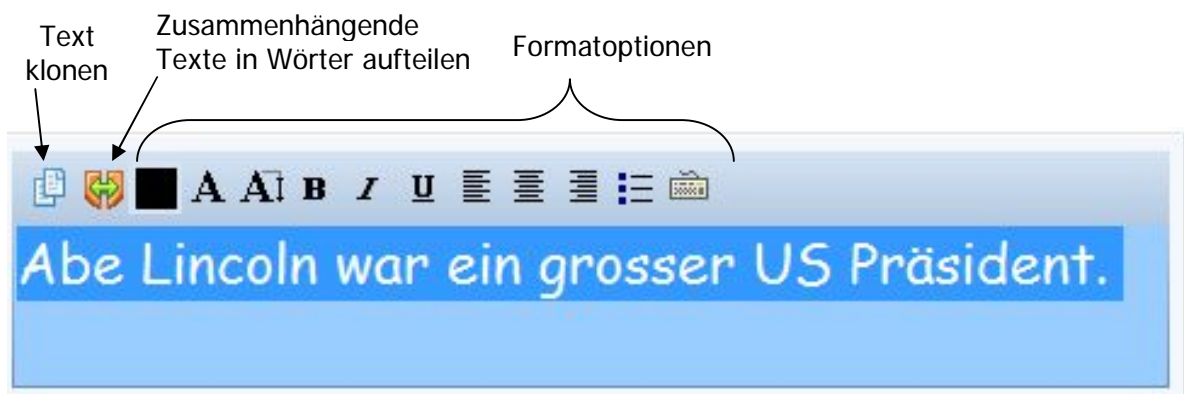 Text
klonen
Zusammenhängende
Texte in Wörter aufteilen
Formatoptionen
A A B I U
Abe Lincoln war ein grosser US Präsident.